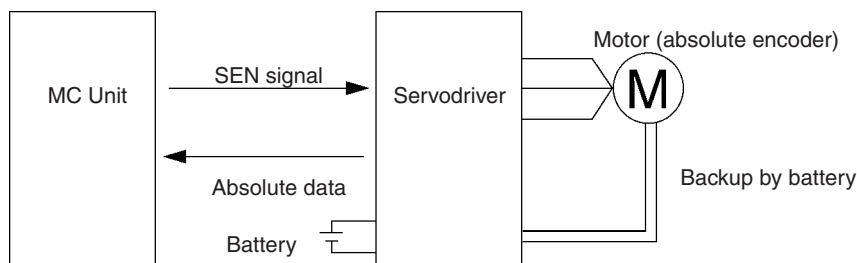 Motor (absolute encoder)
SEN signal
MC Unit
Servodriver
M
Absolute data
Backup by battery
Battery